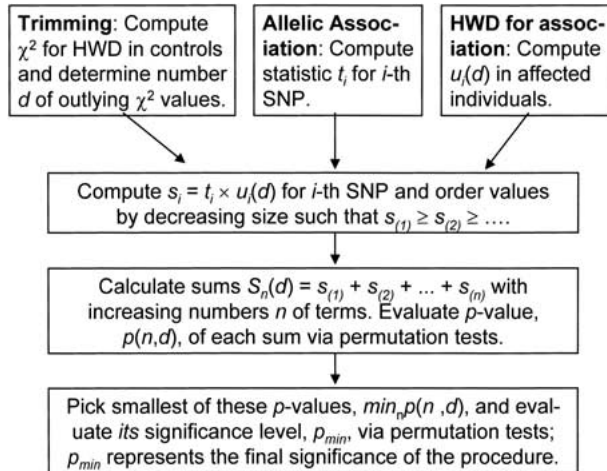 Trimming: Compute
χ² for HWD in controls
and determine number
d of outlying χ² values.
Allelic Assoc-
iation: Compute
statistic tᵢ for i-th
SNP.
HWD for assoc-
iation: Compute
uᵢ(d) in affected
individuals.
Compute sᵢ = tᵢ × uᵢ(d) for i-th SNP and order values
by decreasing size such that s₍₁₎ ≥ s₍₂₎ ≥ ....
Calculate sums Sₙ(d) = s₍₁₎ + s₍₂₎ + ... + s₍ₙ₎ with
increasing numbers n of terms. Evaluate p-value,
p(n,d), of each sum via permutation tests.
Pick smallest of these p-values, minₙp(n ,d), and eval-
uate its significance level, pₘᵢₙ, via permutation tests;
pₘᵢₙ represents the final significance of the procedure.